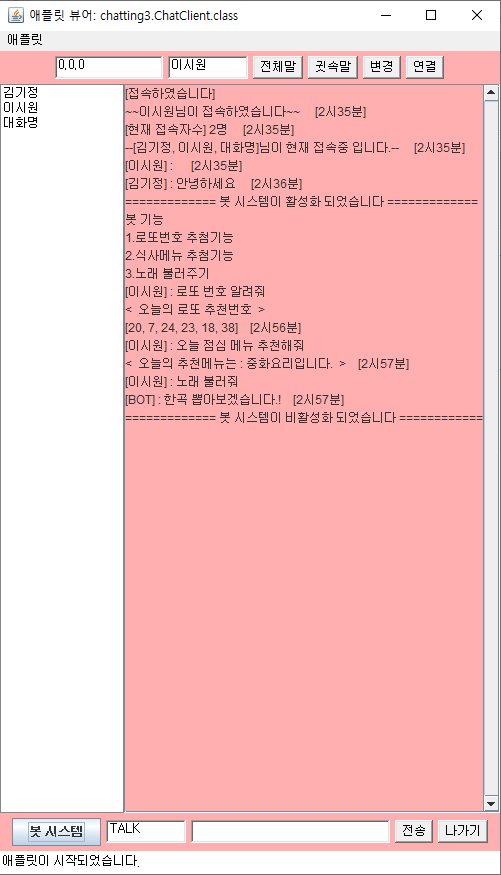 애플릿 뷰어: chatting3.ChatClient.class
애플릿
0,0,0 이시원 전체말 귓속말 변경 연결
김기정
이시원
대화명
[접속하였습니다]
~~이시원님이 접속하였습니다~~ [2시35분]
[현재 접속자수] 2명 [2시35분]
--[김기정, 이시원, 대화명]님이 현재 접속중 입니다.-- [2시35분]
[이시원] : [2시35분]
[김기정] : 안녕하세요 [2시36분]
============= 봇 시스템이 활성화 되었습니다 =============
봇 기능
1.로또번호 추첨기능
2.식사메뉴 추첨기능
3.노래 불러주기
[이시원] : 로또 번호 알려줘
< 오늘의 로또 추천번호 >
[20, 7, 24, 23, 18, 38] [2시56분]
[이시원] : 오늘 점심 메뉴 추천해줘
< 오늘의 추천메뉴는 : 중화요리입니다. > [2시57분]
[이시원] : 노래 불러줘
[BOT] : 한곡 뽑아보겠습니다.! [2시57분]
============= 봇 시스템이 비활성화 되었습니다 ============
봇 시스템 TALK 전송 나가기
애플릿이 시작되었습니다.